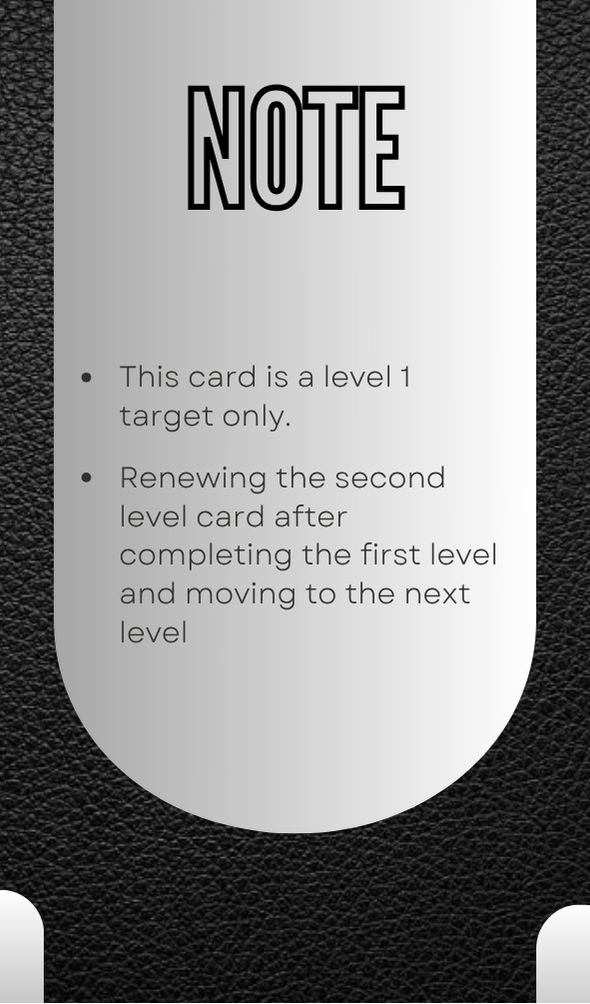 NOTE
• This card is a level 1
target only.
• Renewing the second
level card after
completing the first level
and moving to the next
level